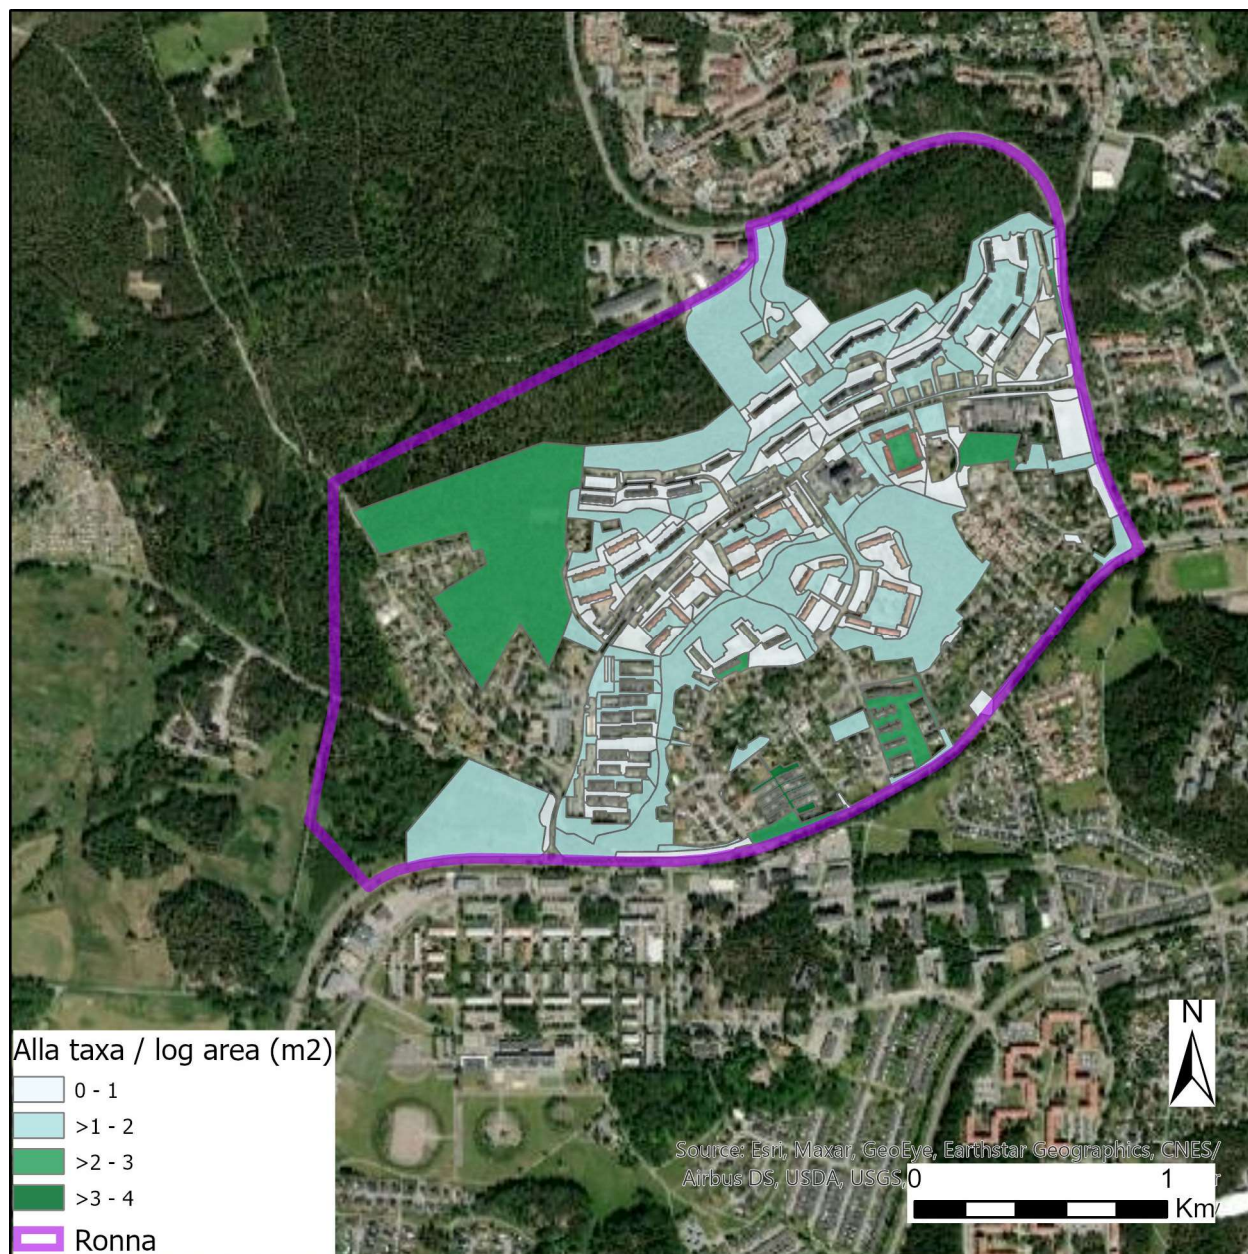 Alla taxa / log area (m2)
0 - 1
>1 - 2
>2 - 3
>3 - 4
Ronna
N
Source: Esri, Maxar, GeoEye, Earthstar Geographics, CNES/
Airbus DS, USDA, USGS,
0 1
Km